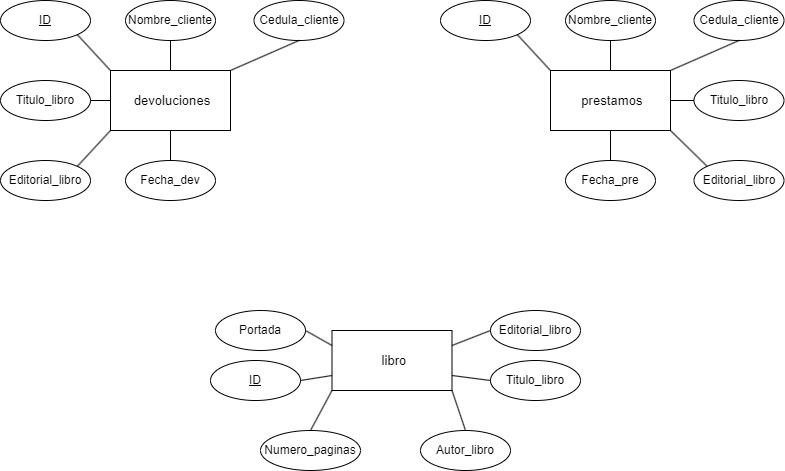 ID
Nombre_cliente
Cedula_cliente
Titulo_libro
devoluciones
Editorial_libro
Fecha_dev
ID
Nombre_cliente
Cedula_cliente
prestamos
Titulo_libro
Fecha_pre
Editorial_libro
Portada
Editorial_libro
libro
ID
Titulo_libro
Numero_paginas
Autor_libro